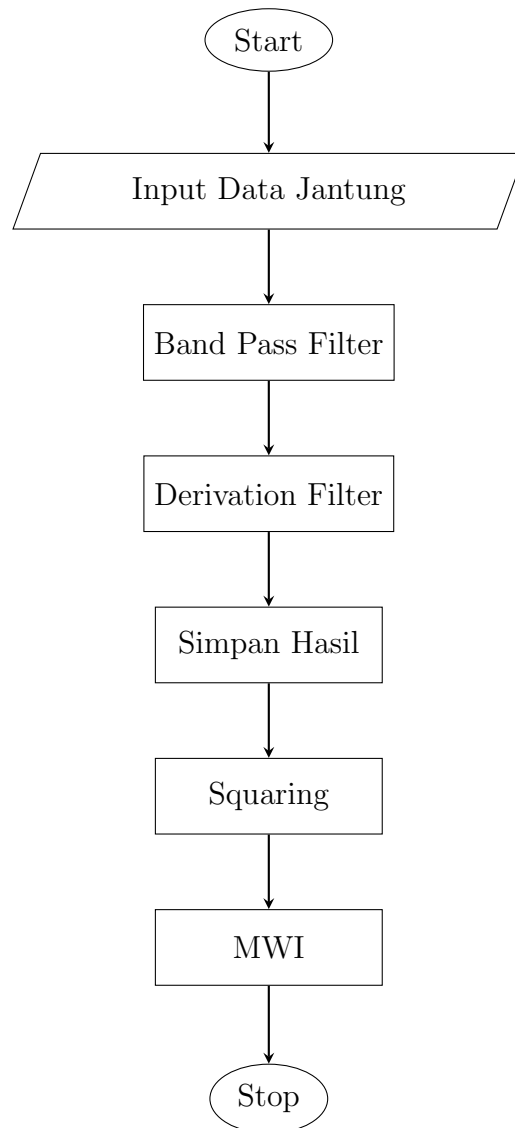 Start
Input Data Jantung
Band Pass Filter
Derivation Filter
Simpan Hasil
Squaring
MWI
Stop